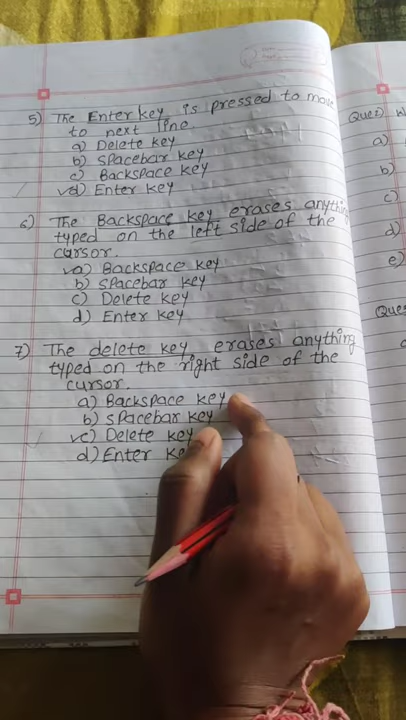 5) The Enter key is pressed to move
to next line.
a) Delete key
b) spacebar key
c) Backspace key
d) Enter key
6) The Backspace key erases anything
typed on the left side of the
cursor.
a) Backspace key
b) spacebar key
c) Delete key
d) Enter key
7) The delete key erases anything
typed on the right side of the
cursor.
a) Backspace key
b) spacebar key
c) Delete key
d) Enter
a)
b)
c)
d)
e)